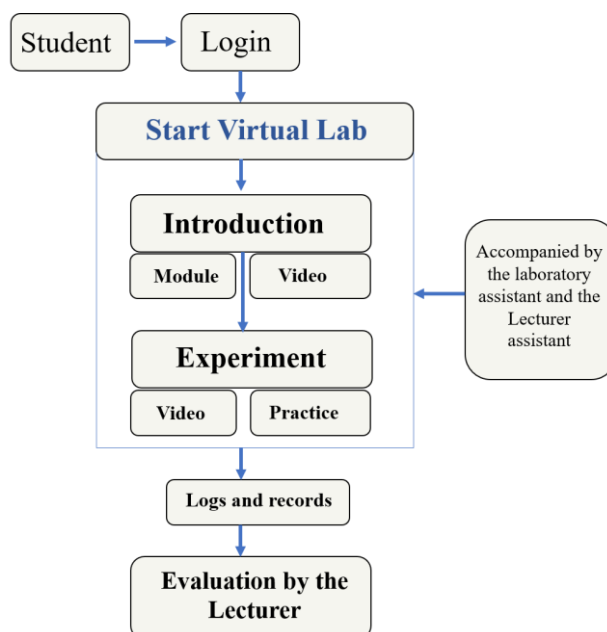 Student
Login
Start Virtual Lab
Introduction
Module
Video
Accompanied by
the laboratory
assistant and the
Lecturer
assistant
Experiment
Video
Practice
Logs and records
Evaluation by the
Lecturer